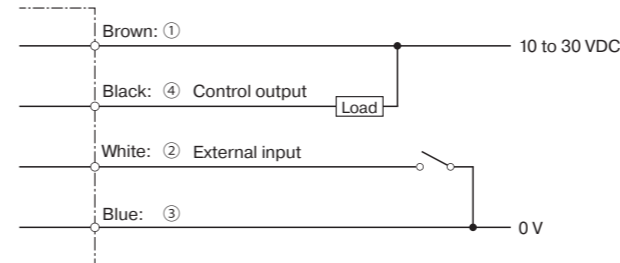 Brown: ①
10 to 30 VDC
Black: ④ Control output
Load
White: ② External input
Blue: ③
0 V